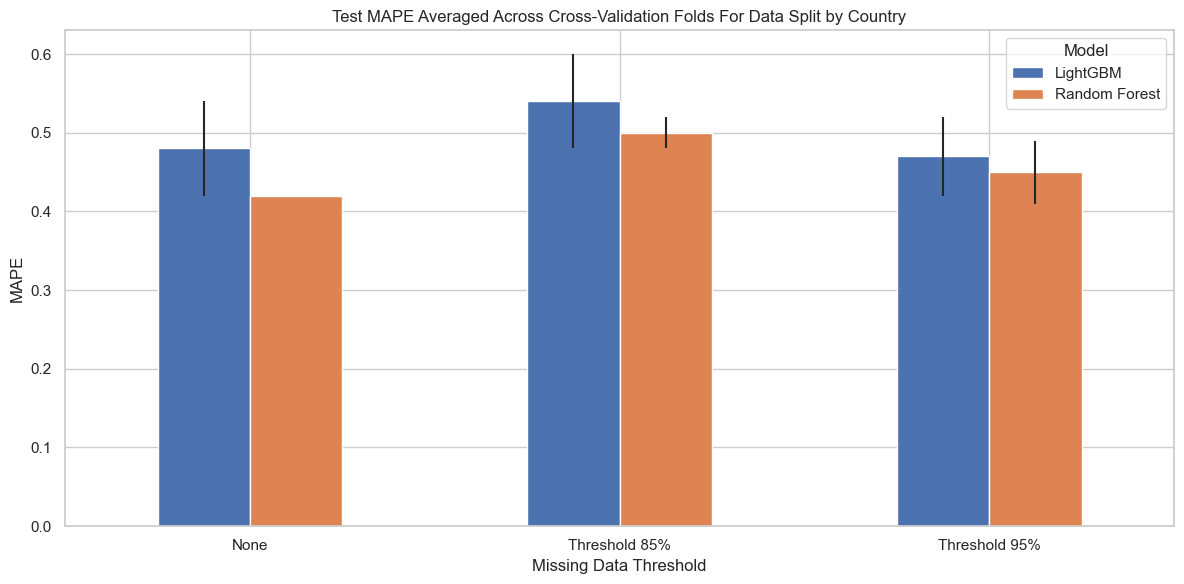 Test MAPE Averaged Across Cross-Validation Folds For Data Split by Country
Model
LightGBM
Random Forest
MAPE
0.6
0.5
0.4
0.3
0.2
0.1
0.0
None
Threshold 85%
Threshold 95%
Missing Data Threshold